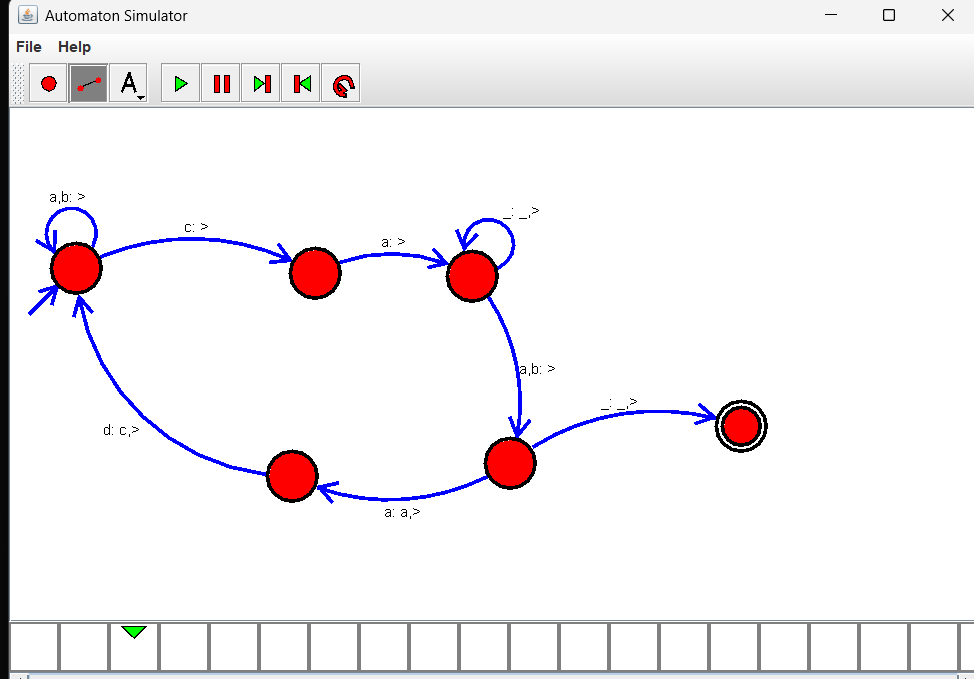 Automaton Simulator
File Help
A
a,b: >
c: >
a: >
_: _,>
a,b: >
_: _,>
d: c,>
a: a,>